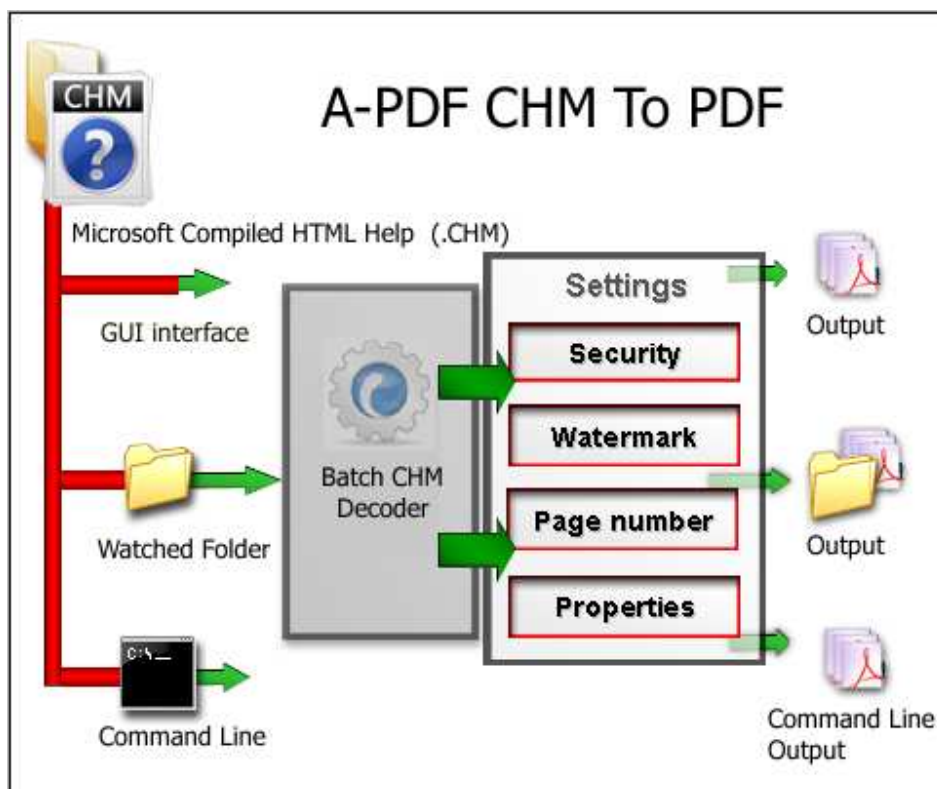 CHM
A-PDF CHM To PDF
Microsoft Compiled HTML Help (.CHM)
GUI interface
Settings
Security
Output
Watermark
Batch CHM
Decoder
Page number
Watched Folder
Output
Properties
C:\__
Command Line
Command Line
Output